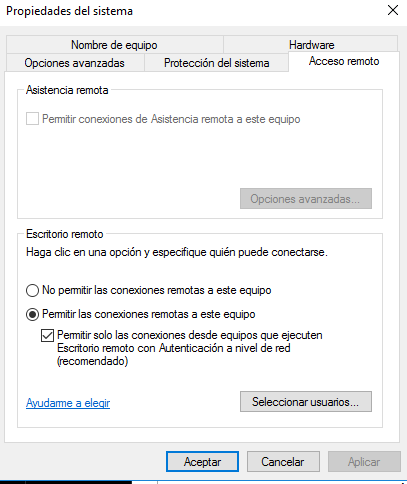 Propiedades del sistema
Nombre de equipo
Hardware
Opciones avanzadas
Protección del sistema
Acceso remoto
Asistencia remota
Permitir conexiones de Asistencia remota a este equipo
Opciones avanzadas...
Escritorio remoto
Haga clic en una opción y especifique quién puede conectarse.
No permitir las conexiones remotas a este equipo
Permitir las conexiones remotas a este equipo
Permitir solo las conexiones desde equipos que ejecuten
Escritorio remoto con Autenticación a nivel de red
(recomendado)
Ayudarme a elegir
Seleccionar usuarios...
Aceptar
Cancelar
Aplicar